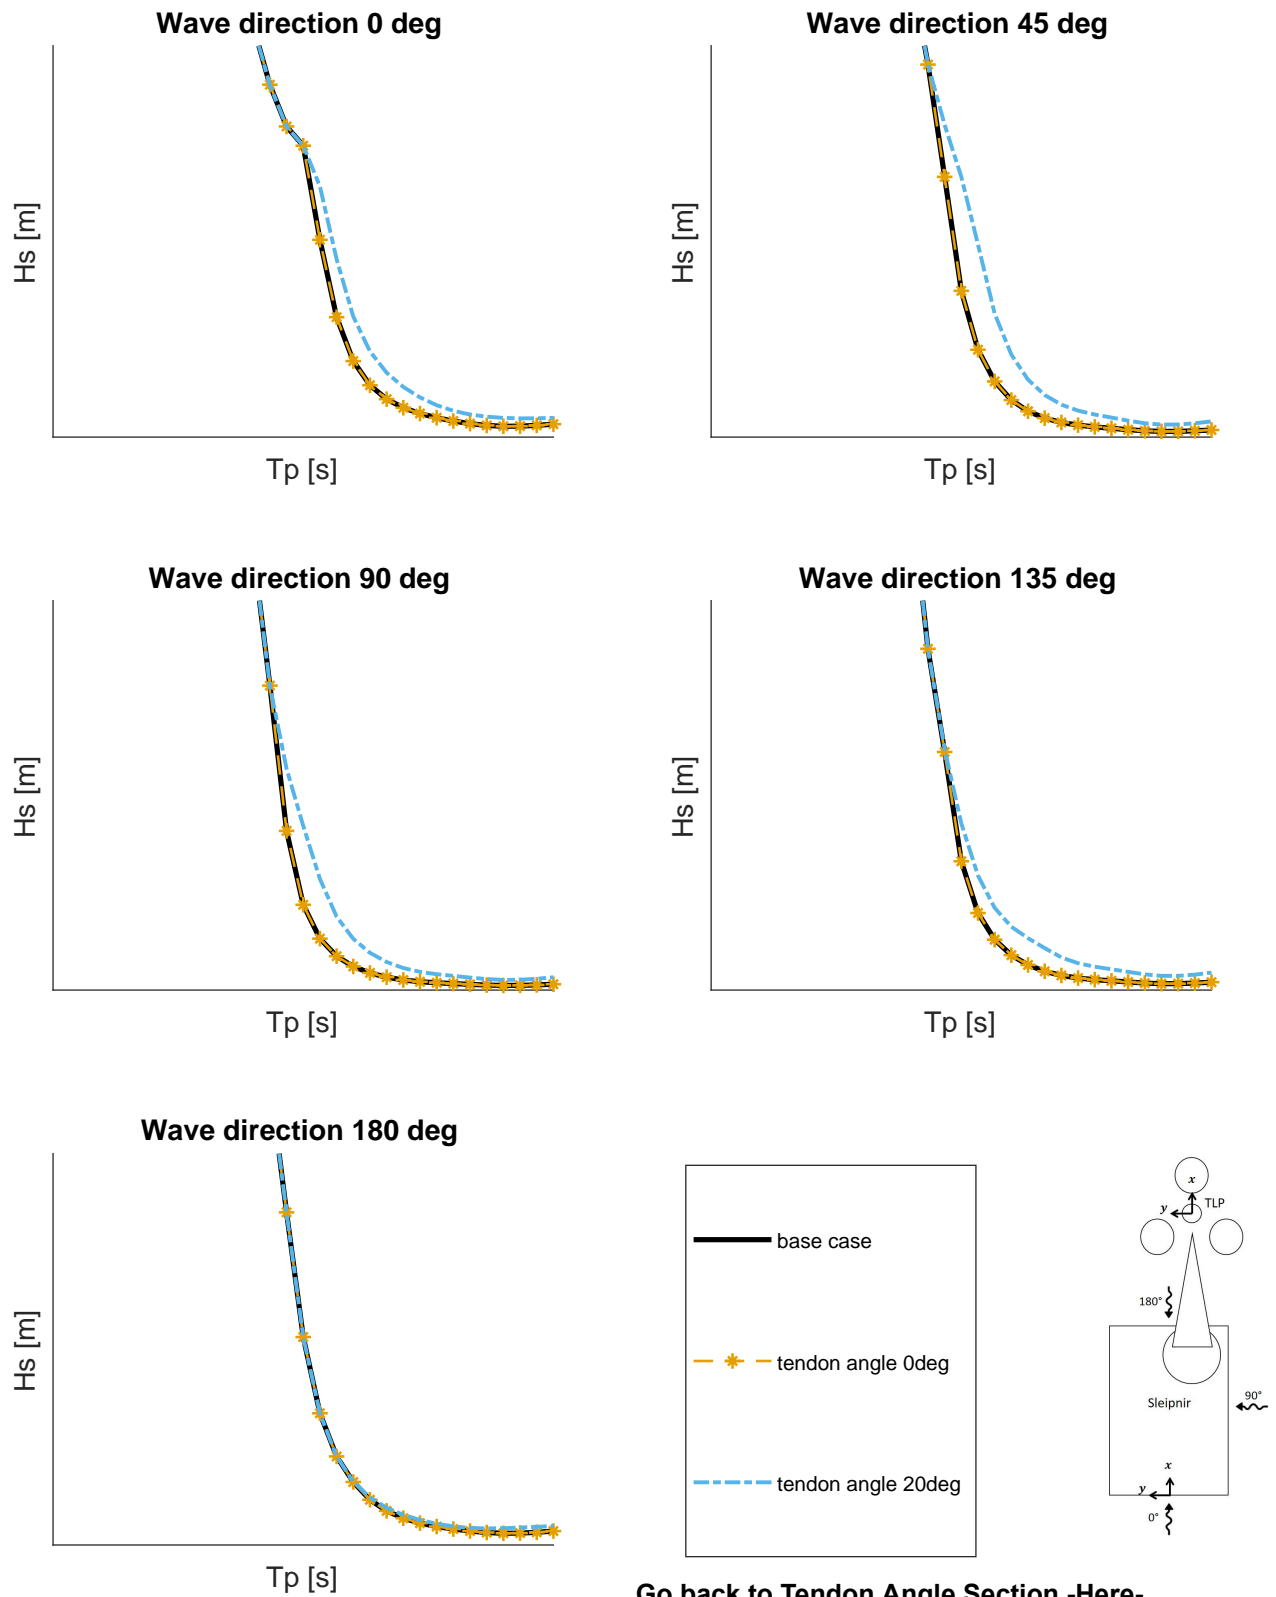 Wave direction 0 deg
Hs [m]
Tp [s]
Wave direction 45 deg
Hs [m]
Tp [s]
Wave direction 90 deg
Hs [m]
Tp [s]
Wave direction 135 deg
Hs [m]
Tp [s]
Wave direction 180 deg
Hs [m]
Tp [s]
base case
tendon angle 0deg
tendon angle 20deg
x
TLP
y
180°
90°
Sleipnir
x
y
0°
Go back to Tendon Angle Section -Here-